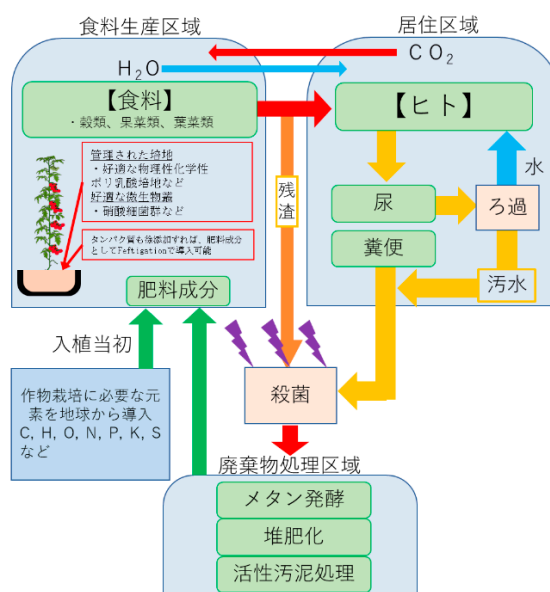 食料生産区域
居住区域
CO₂
H₂O
【食料】
・穀類、果菜類、葉菜類
【ヒト】
管理された培地
・好適な物理性化学性
ポリ乳酸培地など
好適な微生物叢
・硝酸細菌群など
タンパク質も徐添加すれば、肥料成分
としてFeftigationで導入可能
残渣
尿
ろ過
水
糞便
汚水
肥料成分
入植当初
殺菌
作物栽培に必要な元
素を地球から導入
C, H, O, N, P, K, S
など
廃棄物処理区域
メタン発酵
堆肥化
活性汚泥処理